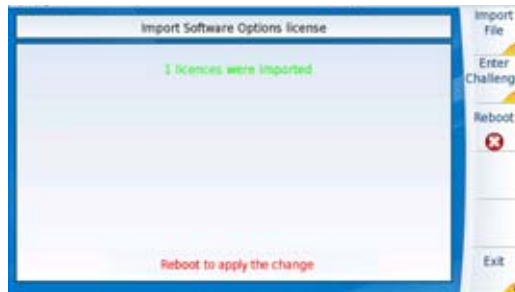 Import Software Options license
1 licences were imported
Reboot to apply the change
Import
File
Enter
Challeng
Reboot
Exit